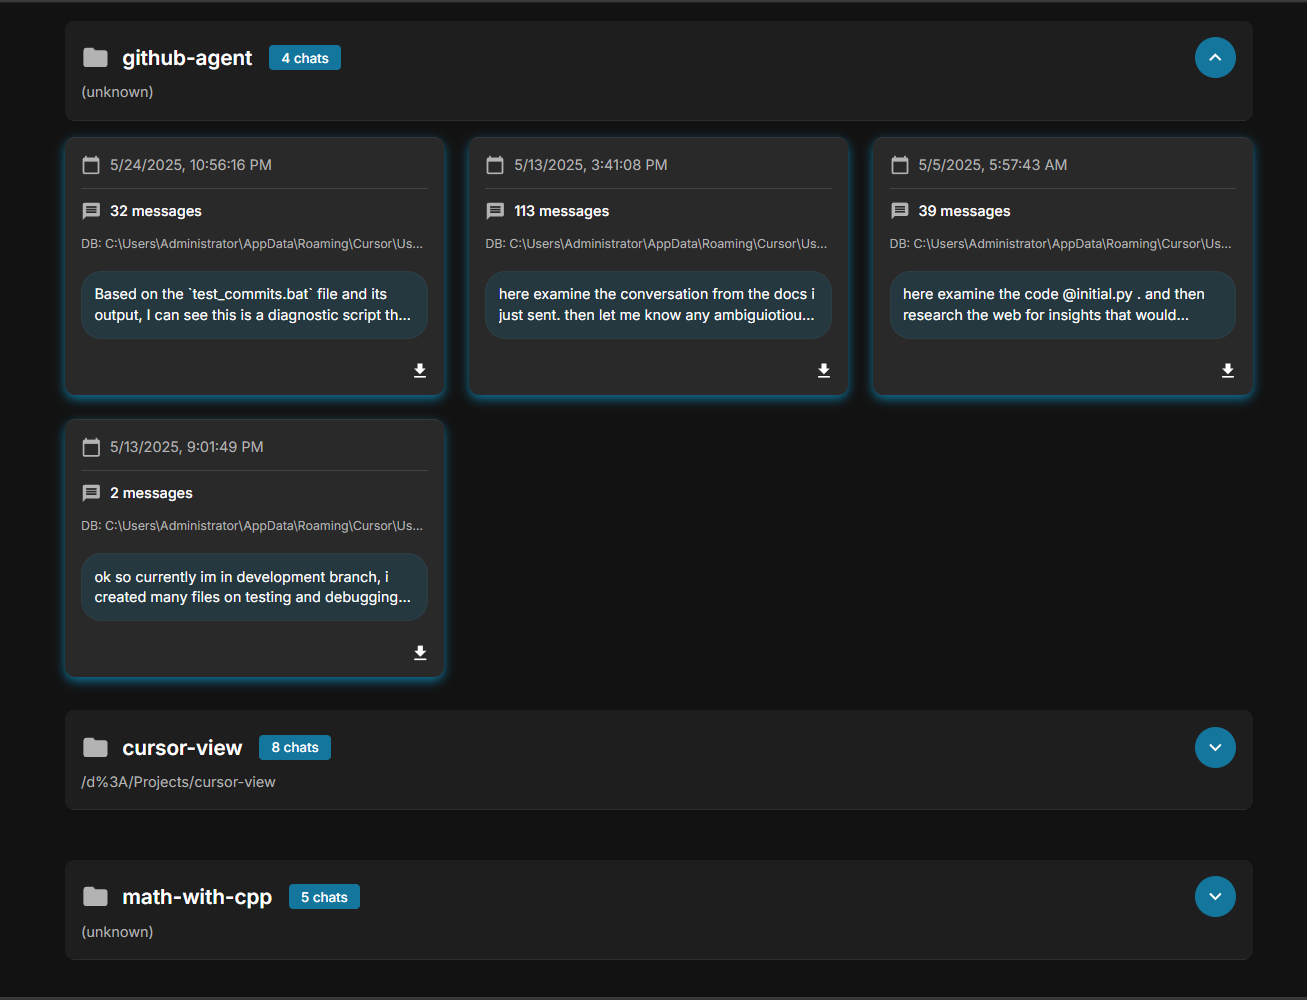 github-agent 4 chats
(unknown)
5/24/2025, 10:56:16 PM
32 messages
DB: C:\Users\Administrator\AppData\Roaming\Cursor\Us...
Based on the `test_commits.bat` file and its
output, I can see this is a diagnostic script th...
5/13/2025, 3:41:08 PM
113 messages
DB: C:\Users\Administrator\AppData\Roaming\Cursor\Us...
here examine the conversation from the docs i
just sent. then let me know any ambiguiotiou...
5/5/2025, 5:57:43 AM
39 messages
DB: C:\Users\Administrator\AppData\Roaming\Cursor\Us...
here examine the code @initial.py . and then
research the web for insights that would...
5/13/2025, 9:01:49 PM
2 messages
DB: C:\Users\Administrator\AppData\Roaming\Cursor\Us...
ok so currently im in development branch, i
created many files on testing and debugging...
cursor-view 8 chats
/d%3A/Projects/cursor-view
math-with-cpp 5 chats
(unknown)